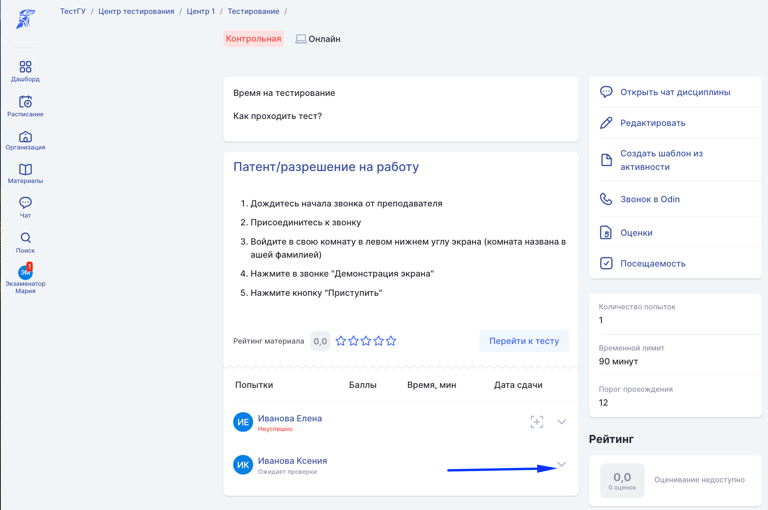 ТестГУ / Центр тестирования / Центр 1 / Тестирование /
Контрольная Онлайн
Дашборд
Расписание
Организация
Материалы
Чат
Поиск
ЭМ 1
Экзаменатор
Мария
Время на тестирование
Как проходить тест?
Патент/разрешение на работу
1. Дождитесь начала звонка от преподавателя
2. Присоединитесь к звонку
3. Войдите в свою комнату в левом нижнем углу экрана (комната названа в
ашей фамилией)
4. Нажмите в звонке "Демонстрация экрана"
5. Нажмите кнопку "Приступить"
Рейтинг материала 0,0 Перейти к тесту
Попытки Баллы Время, мин Дата сдачи
ИЕ Иванова Елена
Неуспешно
ИК Иванова Ксения
Ожидает проверки
Открыть чат дисциплины
Редактировать
Создать шаблон из
активности
Звонок в Odin
Оценки
Посещаемость
Количество попыток
1
Временной лимит
90 минут
Порог прохождения
12
Рейтинг
0,0
0 оценок
Оценивание недоступно